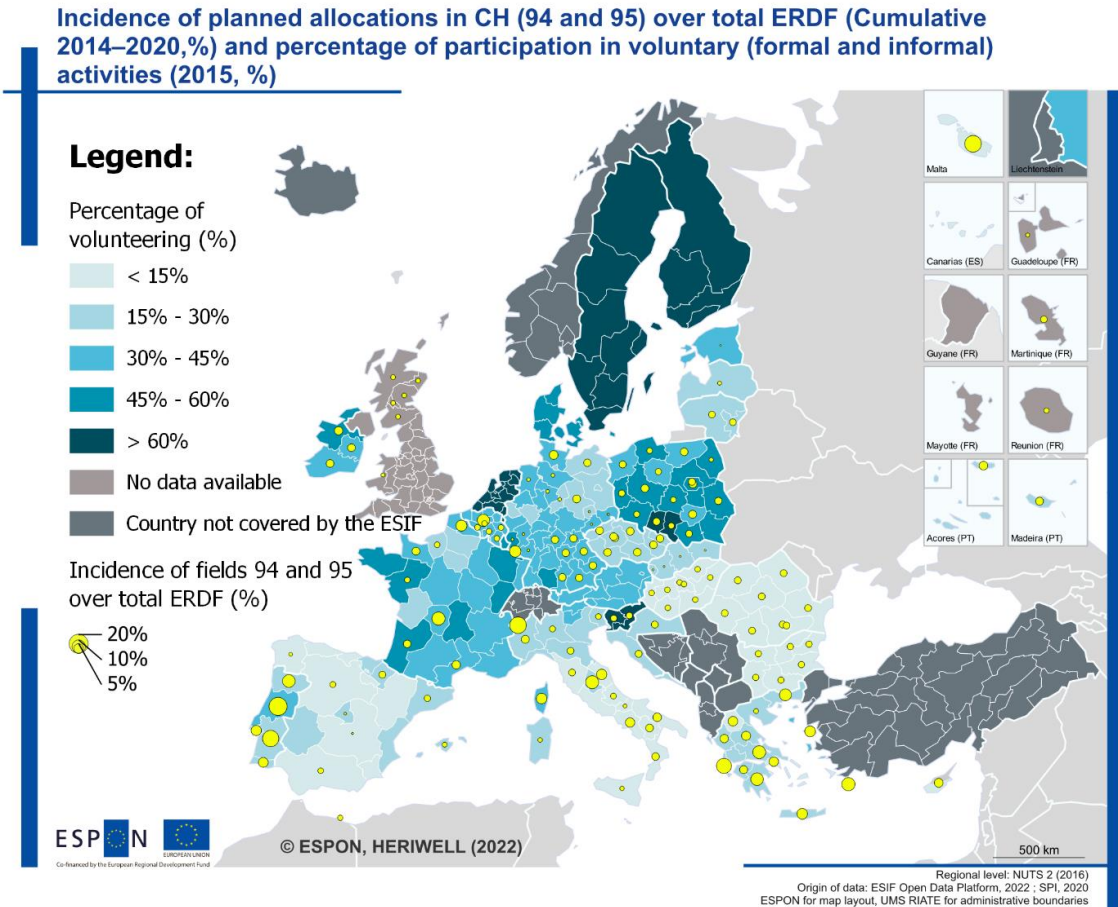 Incidence of planned allocations in CH (94 and 95) over total ERDF (Cumulative
2014–2020,%) and percentage of participation in voluntary (formal and informal)
activities (2015, %)
Legend:
Percentage of
volunteering (%)
< 15%
15% - 30%
30% - 45%
45% - 60%
> 60%
No data available
Country not covered by the ESIF
Incidence of fields 94 and 95
over total ERDF (%)
20%
10%
5%
Malta
Liechtenstein
Canarias (ES)
Guadeloupe (FR)
Guyane (FR)
Martinique (FR)
Mayotte (FR)
Reunion (FR)
Acores (PT)
Madeira (PT)
ESPON
EUROPEAN UNION
Co-financed by the European Regional Development Fund
© ESPON, HERIWELL (2022)
500 km
Regional level: NUTS 2 (2016)
Origin of data: ESIF Open Data Platform, 2022 ; SPI, 2020
ESPON for map layout, UMS RIATE for administrative boundaries